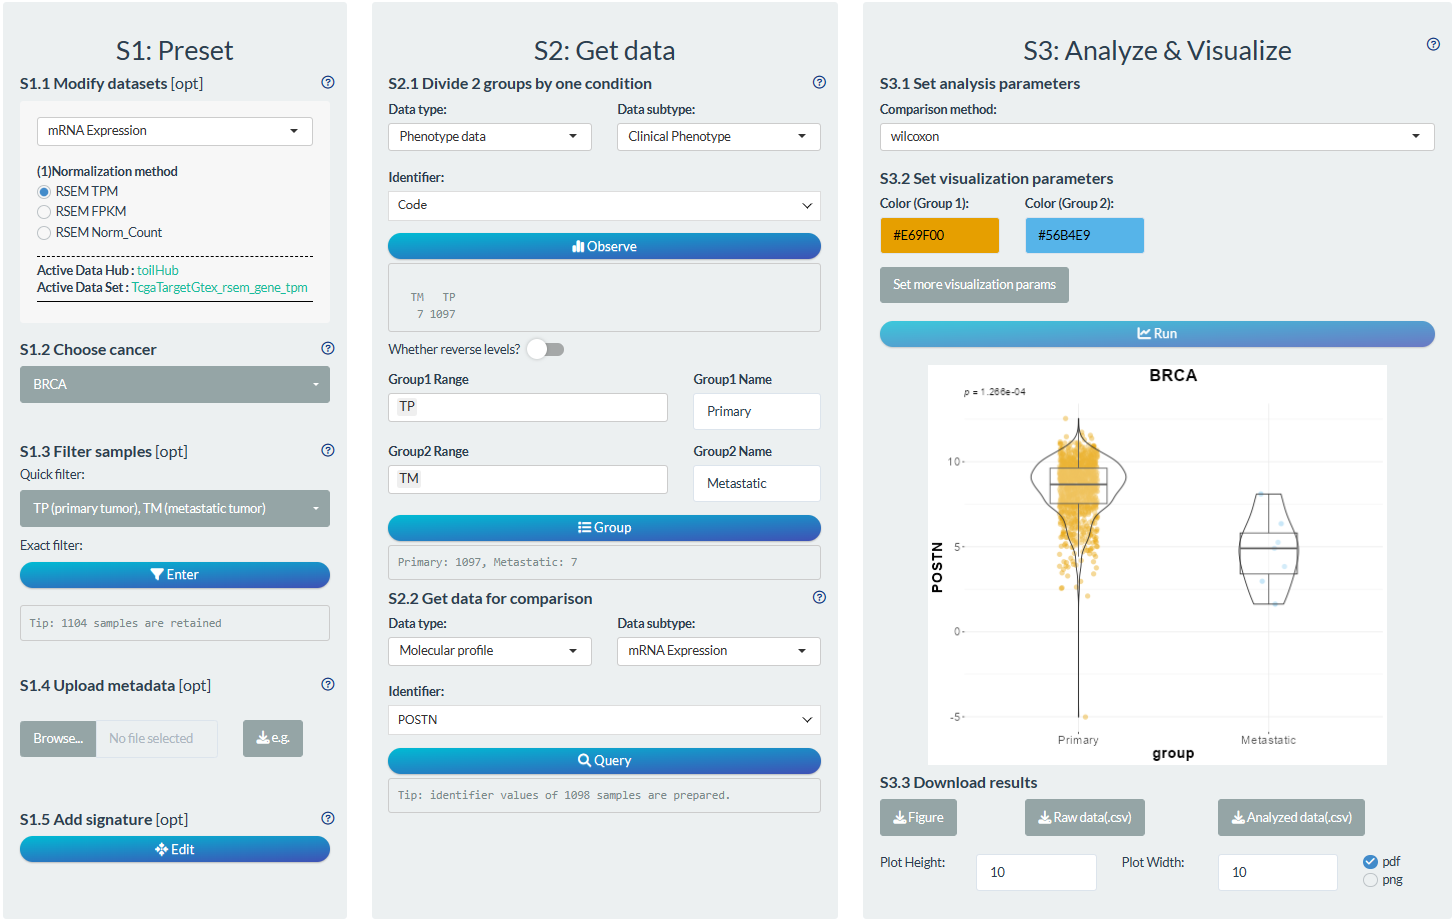 S1: Preset
S1.1 Modify datasets [opt]
mRNA Expression
(1)Normalization method
RSEM TPM
RSEM FPKM
RSEM Norm_Count
Active Data Hub : toilHub
Active Data Set : TcgaTargetGtex_rsem_gene_tpm
S1.2 Choose cancer
BRCA
S1.3 Filter samples [opt]
Quick filter:
TP (primary tumor), TM (metastatic tumor)
Exact filter:
Enter
Tip: 1104 samples are retained
S1.4 Upload metadata [opt]
Browse... No file selected e.g.
S1.5 Add signature [opt]
Edit
S2: Get data
S2.1 Divide 2 groups by one condition
Data type: Data subtype:
Phenotype data Clinical Phenotype
Identifier:
Code
Observe
TM TP
7 1097
Whether reverse levels?
Group1 Range Group1 Name
TP Primary
Group2 Range Group2 Name
TM Metastatic
Group
Primary: 1097, Metastatic: 7
S2.2 Get data for comparison
Data type: Data subtype:
Molecular profile mRNA Expression
Identifier:
POSTN
Query
Tip: identifier values of 1098 samples are prepared.
S3: Analyze & Visualize
S3.1 Set analysis parameters
Comparison method:
wilcoxon
S3.2 Set visualization parameters
Color (Group 1): Color (Group 2):
#E69F00 #56B4E9
Set more visualization params
Run
BRCA
p = 1.266e-04
10
5
0
-5
POSTN
Primary Metastatic
group
S3.3 Download results
Figure Raw data(.csv) Analyzed data(.csv)
Plot Height: 10 Plot Width: 10 pdf
png